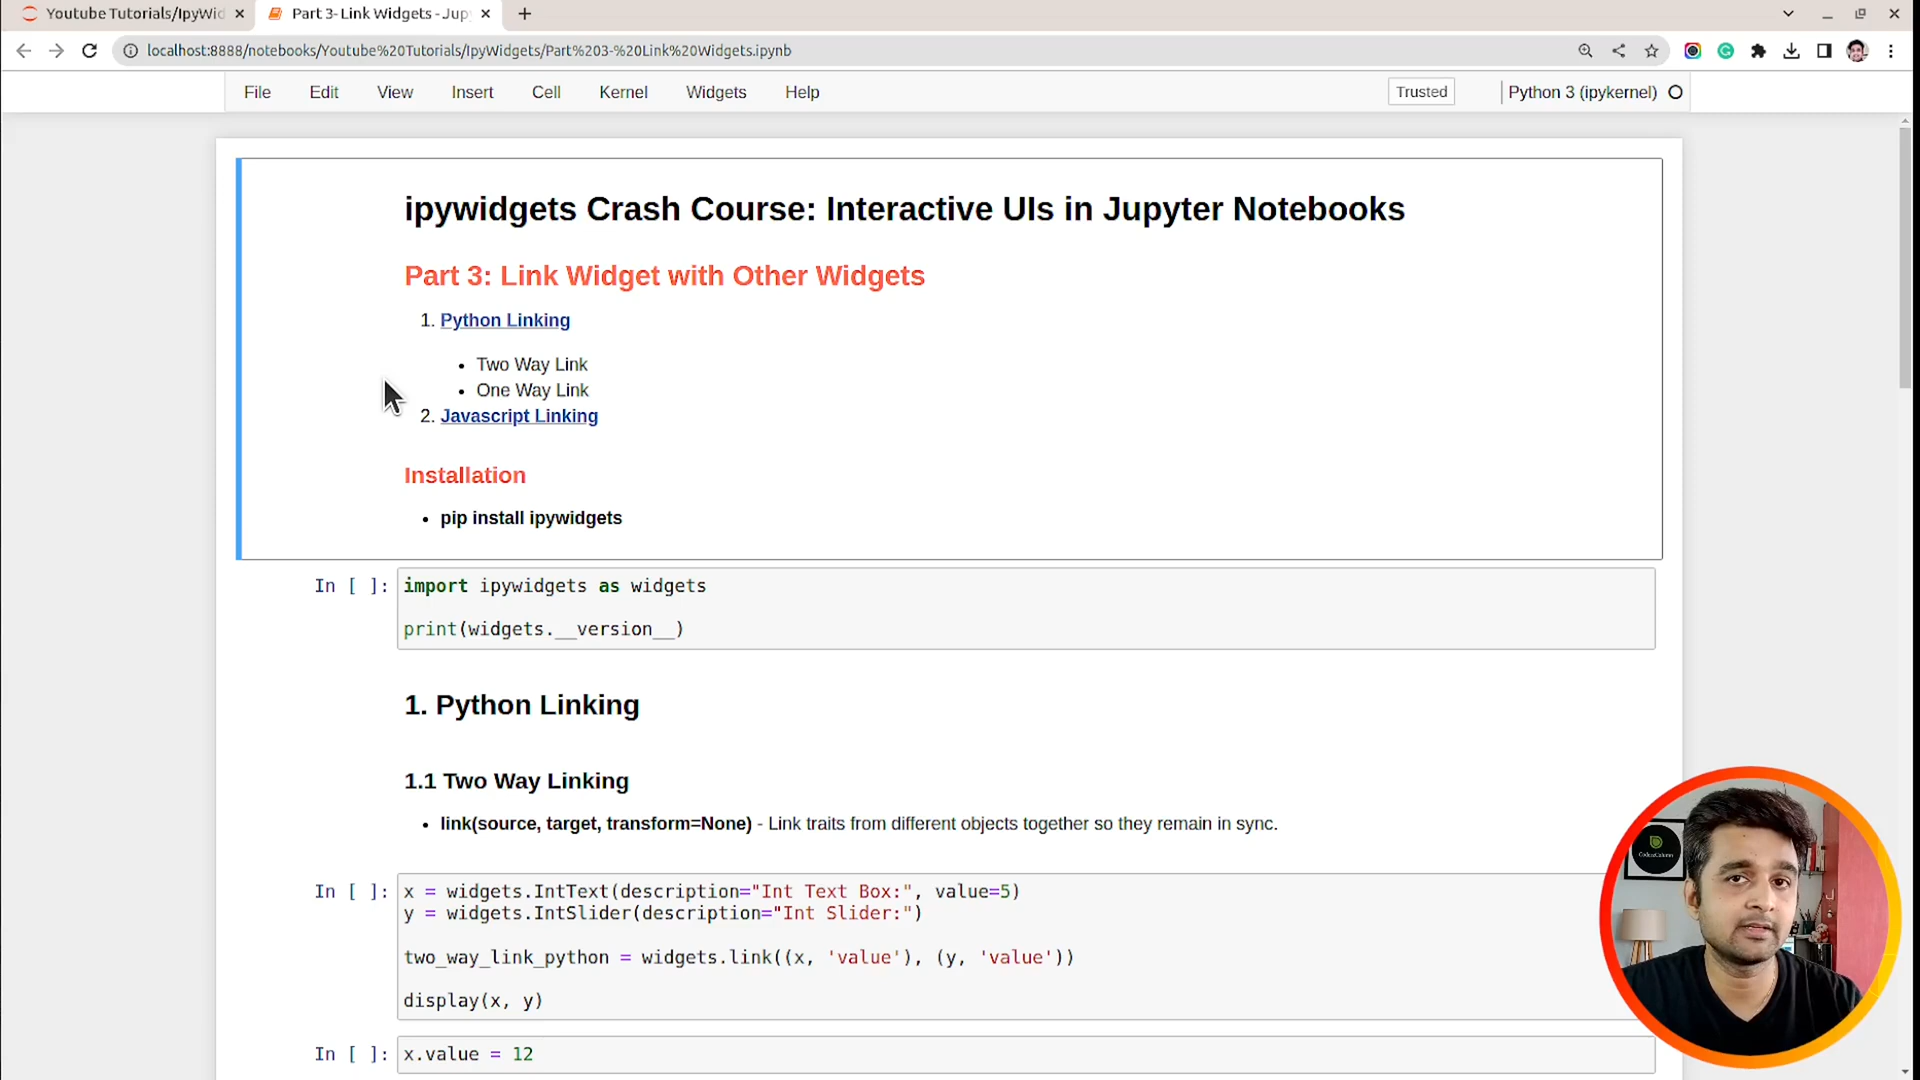 Youtube Tutorials/IpyWid
Part 3- Link Widgets - Jup
localhost:8888/notebooks/Youtube%20Tutorials/IpyWidgets/Part%203-%20Link%20Widgets.ipynb
File Edit View Insert Cell Kernel Widgets Help Trusted Python 3 (ipykernel)
ipywidgets Crash Course: Interactive UIs in Jupyter Notebooks
Part 3: Link Widget with Other Widgets
1. Python Linking
• Two Way Link
• One Way Link
2. Javascript Linking
Installation
• pip install ipywidgets
In [ ]: import ipywidgets as widgets
print(widgets.__version__)
1. Python Linking
1.1 Two Way Linking
• link(source, target, transform=None) - Link traits from different objects together so they remain in sync.
In [ ]: x = widgets.IntText(description="Int Text Box:", value=5)
y = widgets.IntSlider(description="Int Slider:")
two_way_link_python = widgets.link((x, 'value'), (y, 'value'))
display(x, y)
In [ ]: x.value = 12
CoderzColumn